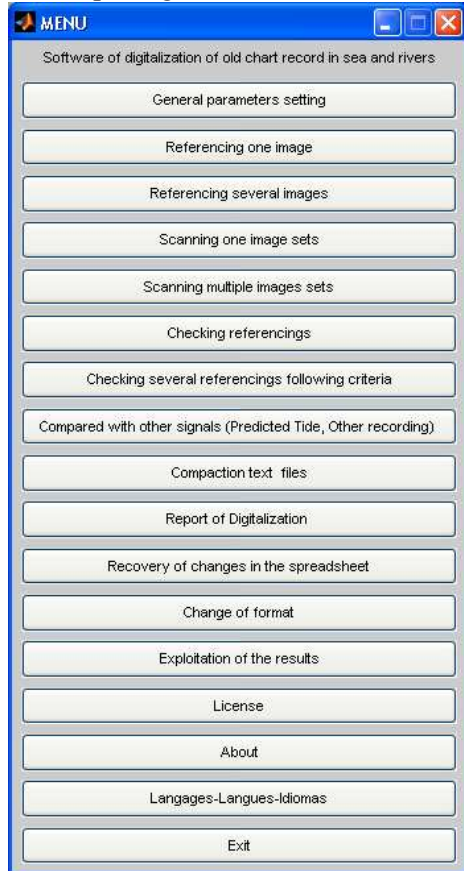 MENU
Software of digitalization of old chart record in sea and rivers
General parameters setting
Referencing one image
Referencing several images
Scanning one image sets
Scanning multiple images sets
Checking referencings
Checking several referencings following criteria
Compared with other signals (Predicted Tide, Other recording)
Compaction text files
Report of Digitalization
Recovery of changes in the spreadsheet
Change of format
Exploitation of the results
License
About
Langages-Langues-Idiomas
Exit